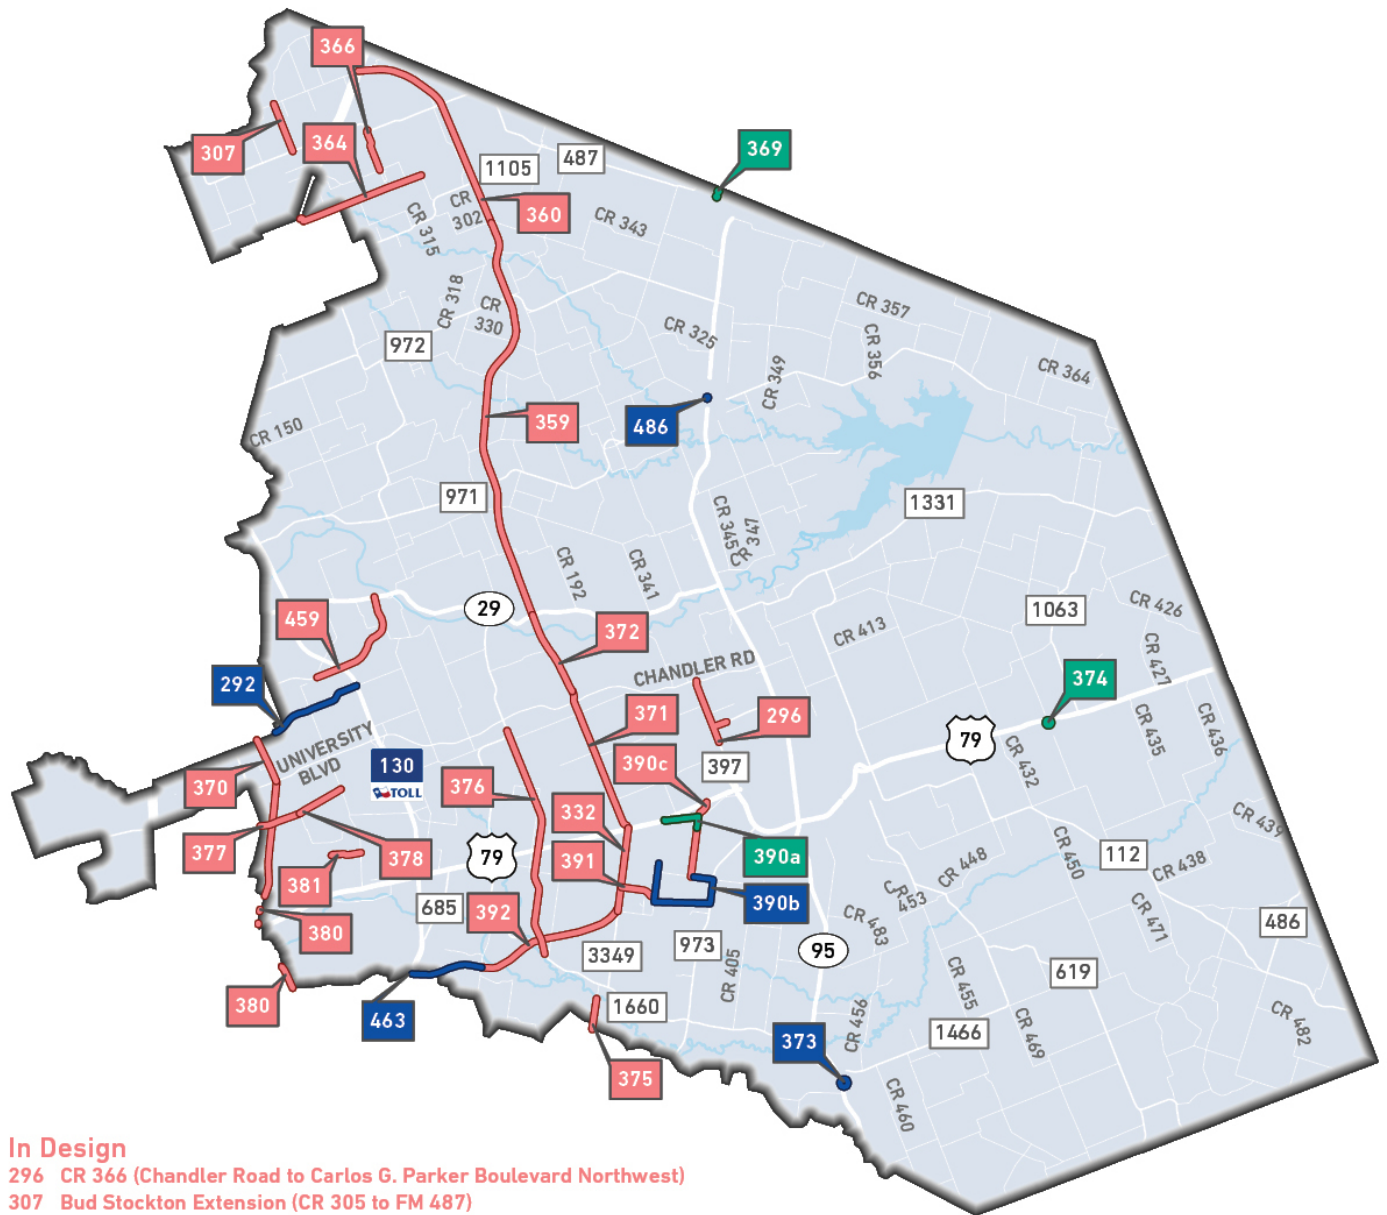 366
307
364
1105
487
369
CR 302
360
CR 315
CR 343
CR 318
CR 330
CR 357
CR 325
CR 356
972
CR 349
CR 364
359
486
CR 150
971
1331
CR 345
CR 347
CR 192
CR 341
29
459
372
1063
CR 426
CR 413
CR 427
CHANDLER RD
292
374
371
296
CR 435
CR 436
79
UNIVERSITY BLVD
130
TOLL
390c
397
CR 432
370
376
332
CR 439
377
378
79
391
390a
112
CR 450
CR 448
CR 438
381
685
392
390b
CR 453
CR 483
CR 471
486
380
3349
973
95
CR 405
619
CR 455
380
463
1660
373
CR 456
1466
CR 469
CR 482
375
CR 460
In Design
296 CR 366 (Chandler Road to Carlos G. Parker Boulevard Northwest)
307 Bud Stockton Extension (CR 305 to FM 487)